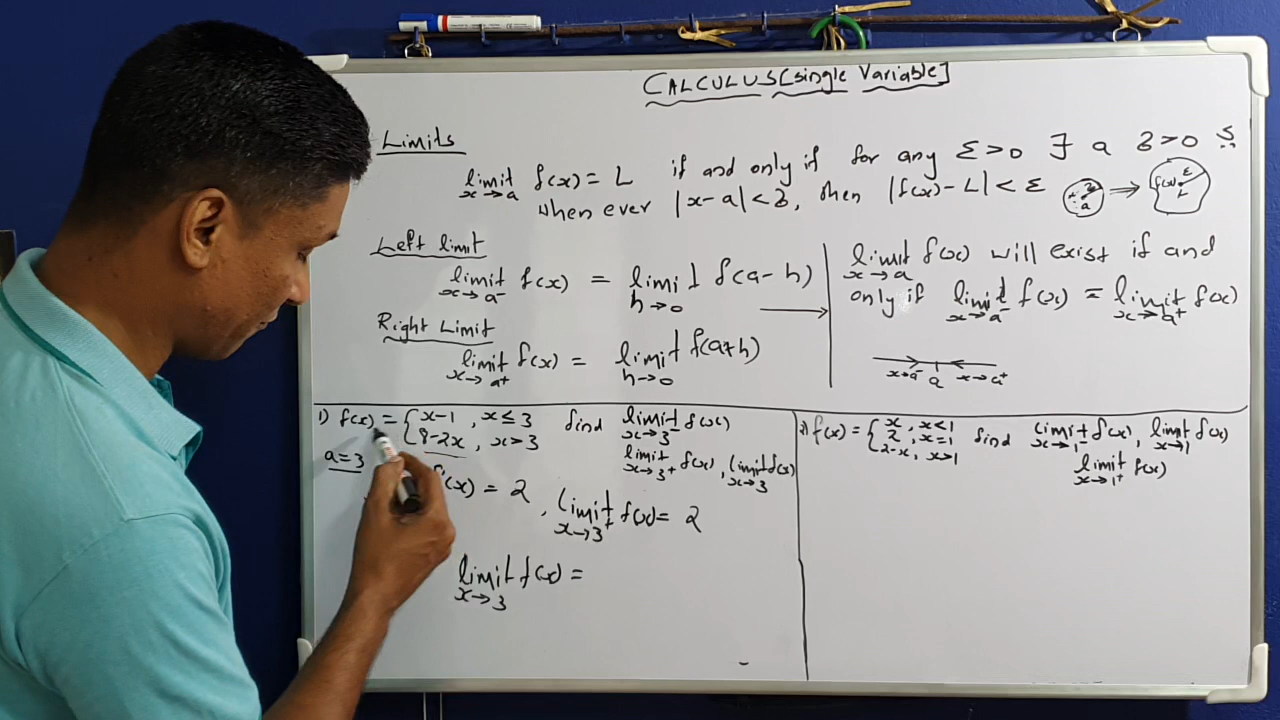 CALCULUS [Single Variable]
Limits
limit x→a f(x) = L if and only if for any ε>0 ∃ a δ>0 s:
when ever |x-a|<δ, then |f(x)-L|<ε
a ⟹ f(x) ε L
Left limit
limit x→a⁻ f(x) = limit h→0 f(a-h)
Right Limit
limit x→a⁺ f(x) = limit h→0 f(a+h)
limit x→a f(x) will exist if and
only if limit x→a⁻ f(x) = limit x→a⁺ f(x)
x→a⁻ a x→a⁺
1) f(x) = { x-1 , x≤3 find limit x→3⁻ f(x)
8-2x , x>3 limit x→3⁺ f(x) , limit x→3 f(x)
a=3
f(x) = 2 , limit x→3⁺ f(x) = 2
limit x→3 f(x) =
f(x) = { x , x<1
2 , x=1 find limit x→1⁻ f(x), limit x→1 f(x)
2-x , x>1 limit x→1⁺ f(x)